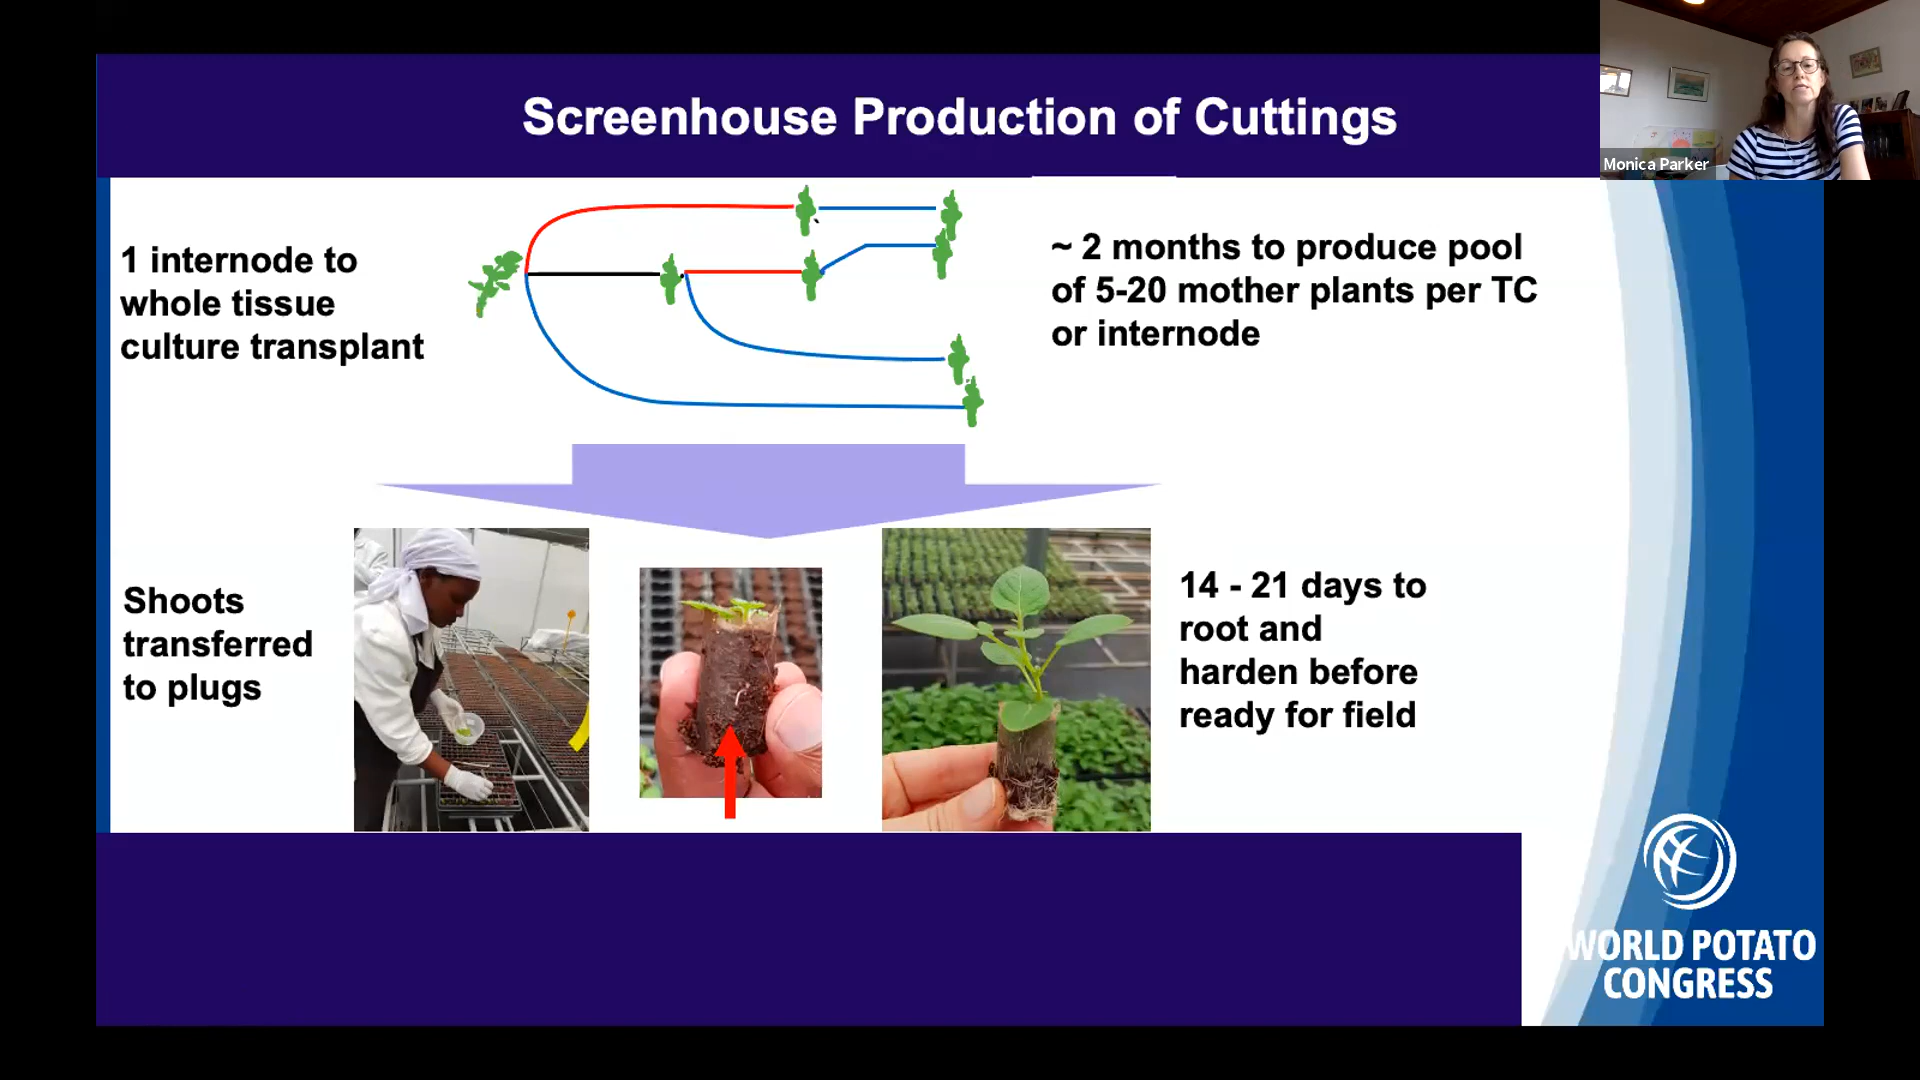 Screenhouse Production of Cuttings
Monica Parker
1 internode to
whole tissue
culture transplant
~ 2 months to produce pool
of 5-20 mother plants per TC
or internode
Shoots
transferred
to plugs
14 - 21 days to
root and
harden before
ready for field
WORLD POTATO
CONGRESS